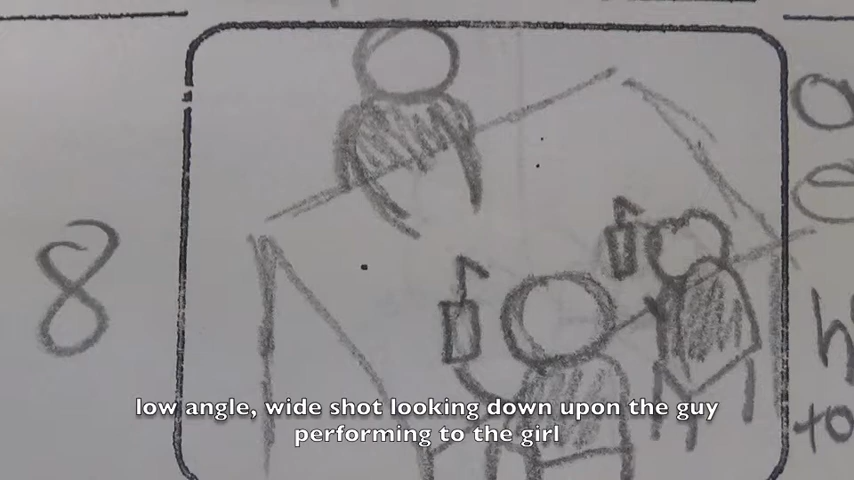 8
low angle, wide shot looking down upon the guy
performing to the girl